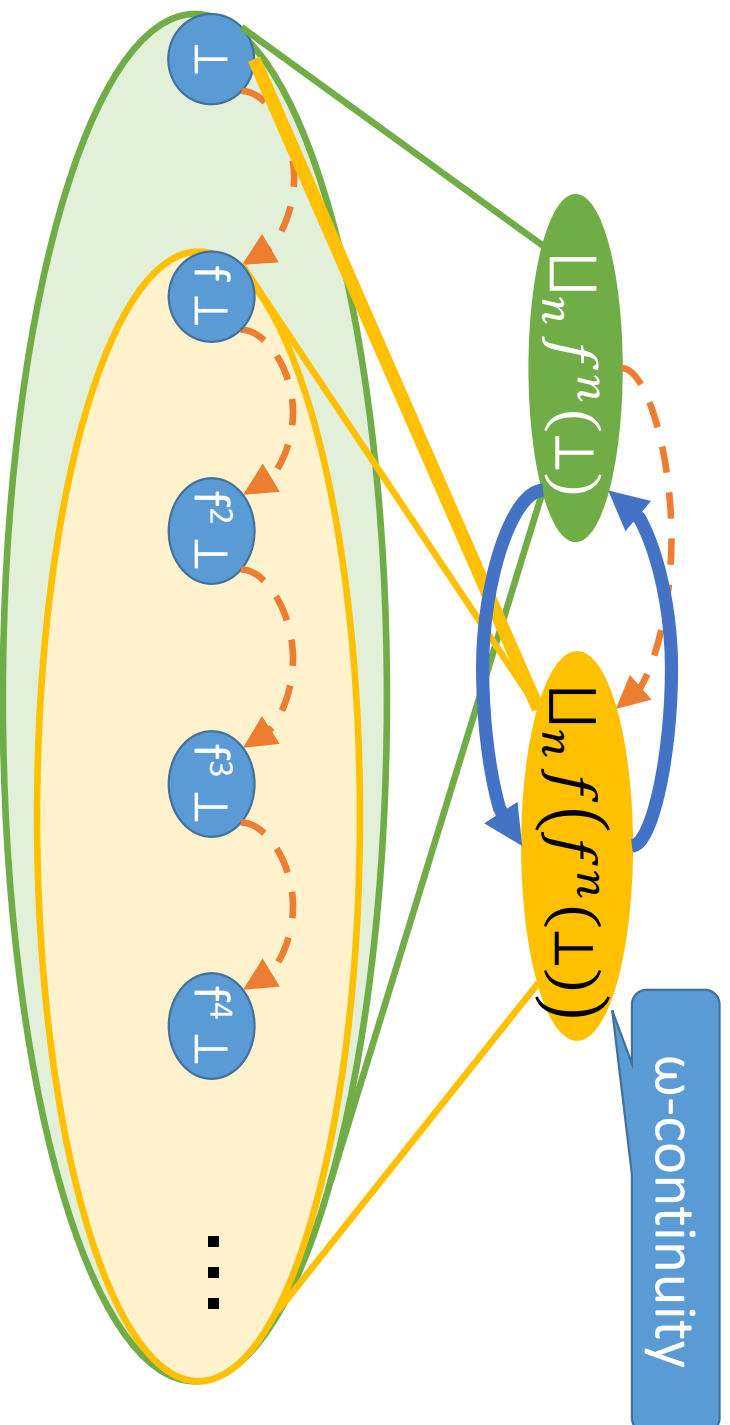 ω-continuity
⨆ₙ fⁿ(⊥)
⨆ₙ f(fⁿ(⊥))
⊥
f ⊥
f² ⊥
f³ ⊥
f⁴ ⊥
...